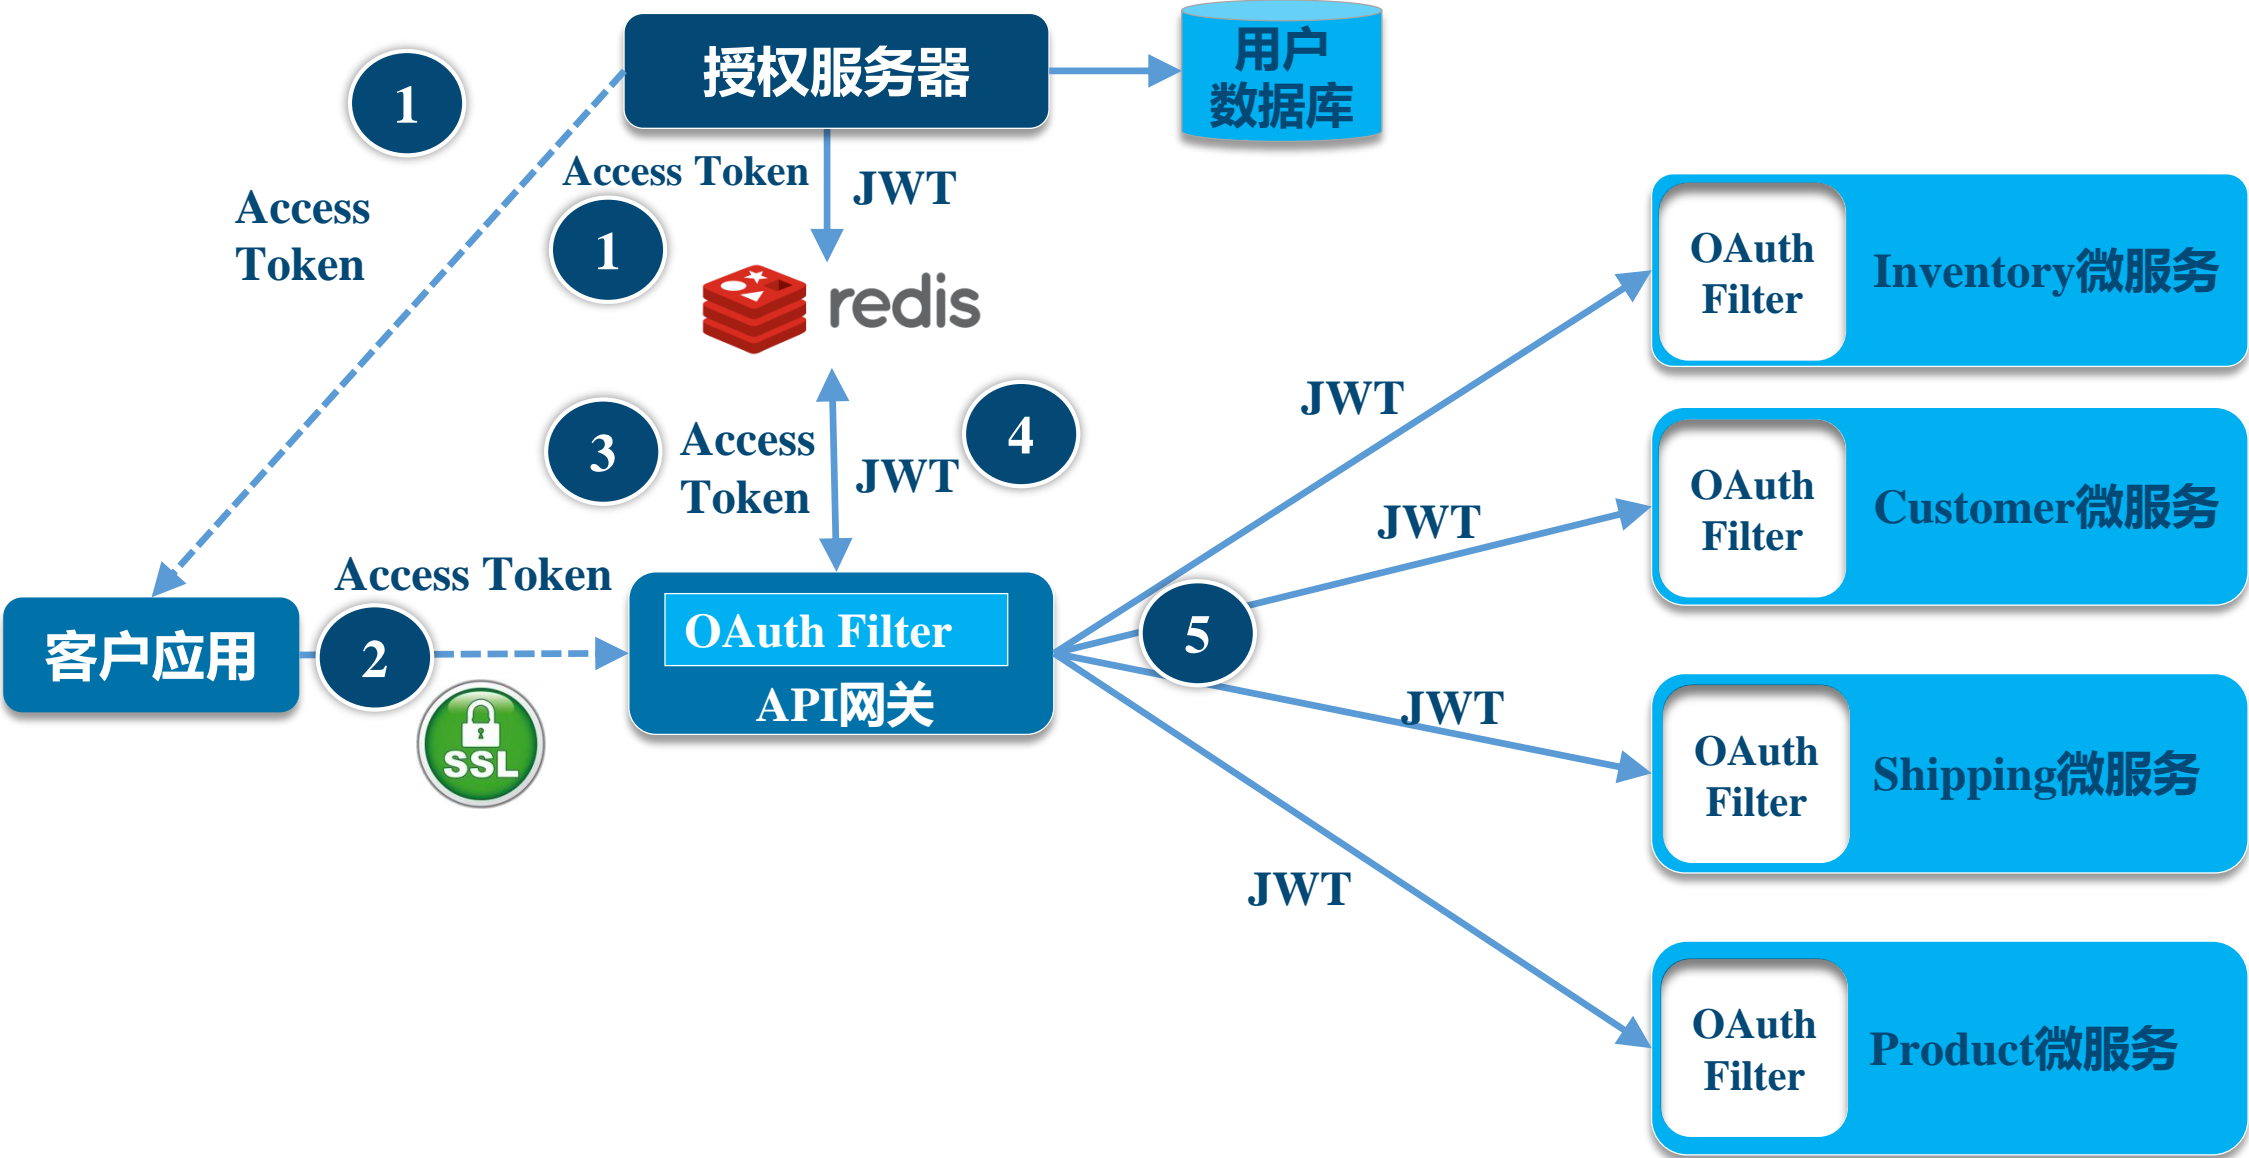 授权服务器
用户
数据库
1
Access Token
JWT
Access
Token
1
redis
OAuth
Filter
Inventory微服务
JWT
3
Access
Token
JWT
4
OAuth
Filter
Customer微服务
JWT
Access Token
客户应用
2
SSL
OAuth Filter
API网关
5
JWT
OAuth
Filter
Shipping微服务
JWT
OAuth
Filter
Product微服务